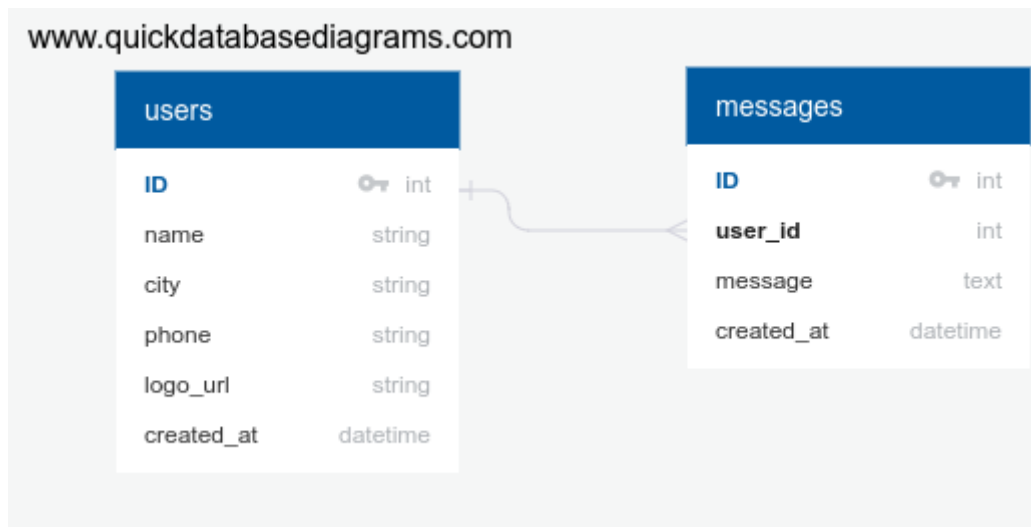 www.quickdatabasediagrams.com
users
ID int
name string
city string
phone string
logo_url string
created_at datetime
messages
ID int
user_id int
message text
created_at datetime